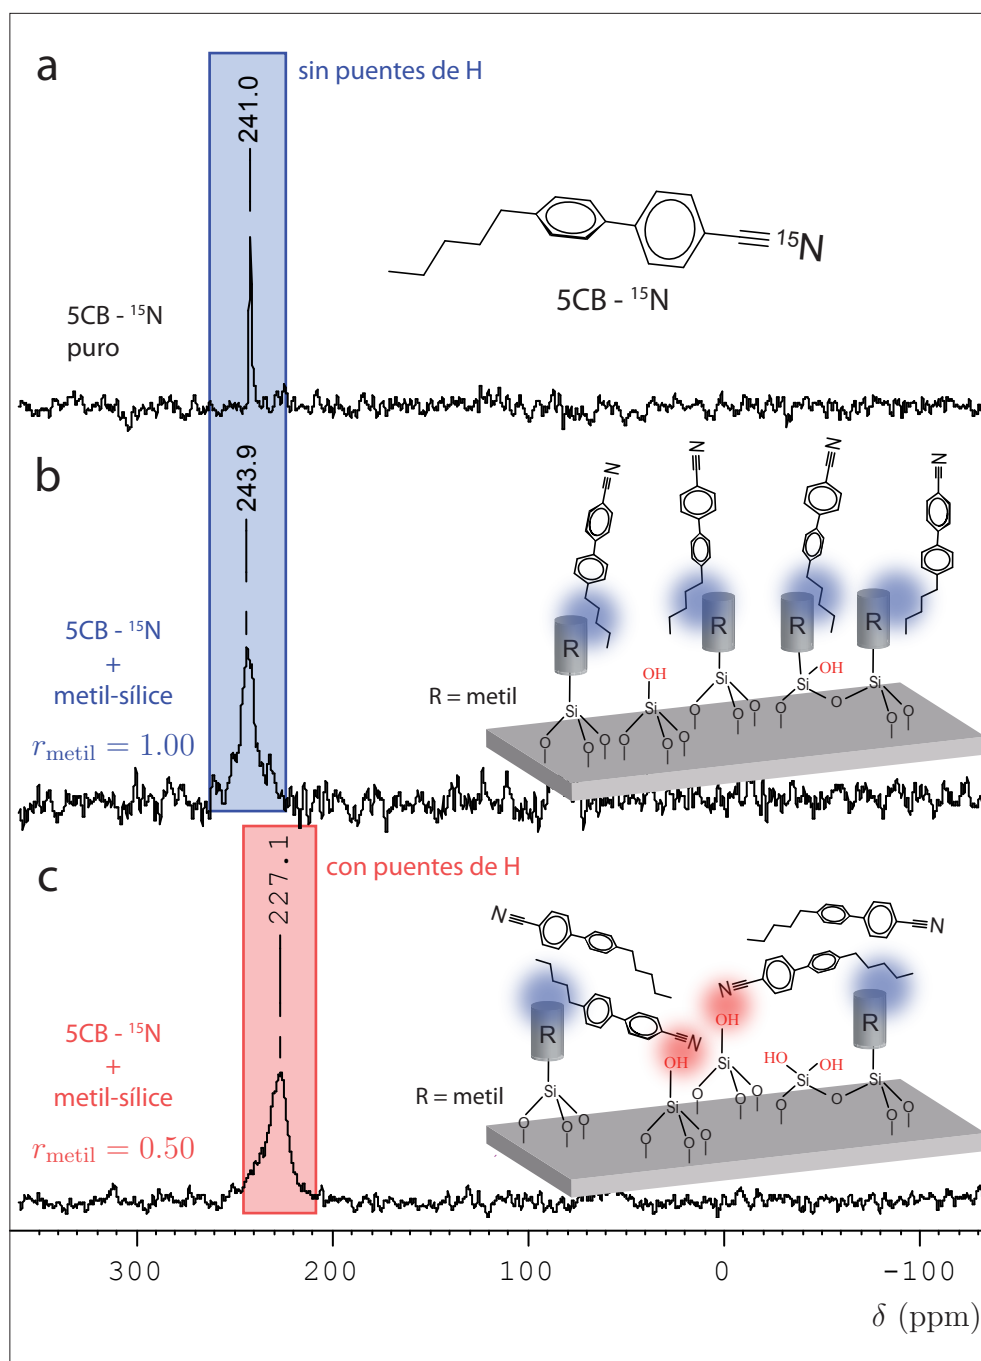 a
sin puentes de H
241.0
≡¹⁵N
5CB - ¹⁵N
5CB - ¹⁵N
puro
b
243.9
N
N
N
N
5CB - ¹⁵N
+
metil-sílice
r_metil = 1.00
R
R
R
R
OH
OH
R = metil
Si
Si
Si
Si
Si
O
O
O
O
O
O
O
O
O
O
O
O
O
c
con puentes de H
227.1
N
N
N
N
5CB - ¹⁵N
+
metil-sílice
r_metil = 0.50
R
R
OH
OH
HO
OH
R = metil
Si
Si
Si
Si
Si
O
O
O
O
O
O
O
O
O
O
O
O
O
300 200 100 0 -100
δ (ppm)